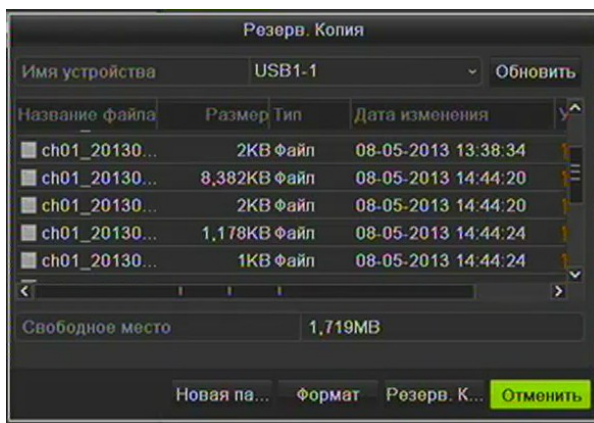 Резерв. Копия
Имя устройства USB1-1 Обновить
Название файла Размер Тип Дата изменения
ch01_20130... 2KB Файл 08-05-2013 13:38:34
ch01_20130... 8,382KB Файл 08-05-2013 14:44:20
ch01_20130... 2KB Файл 08-05-2013 14:44:20
ch01_20130... 1,178KB Файл 08-05-2013 14:44:24
ch01_20130... 1KB Файл 08-05-2013 14:44:24
Свободное место 1,719MB
Новая па... Формат Резерв. К... Отменить